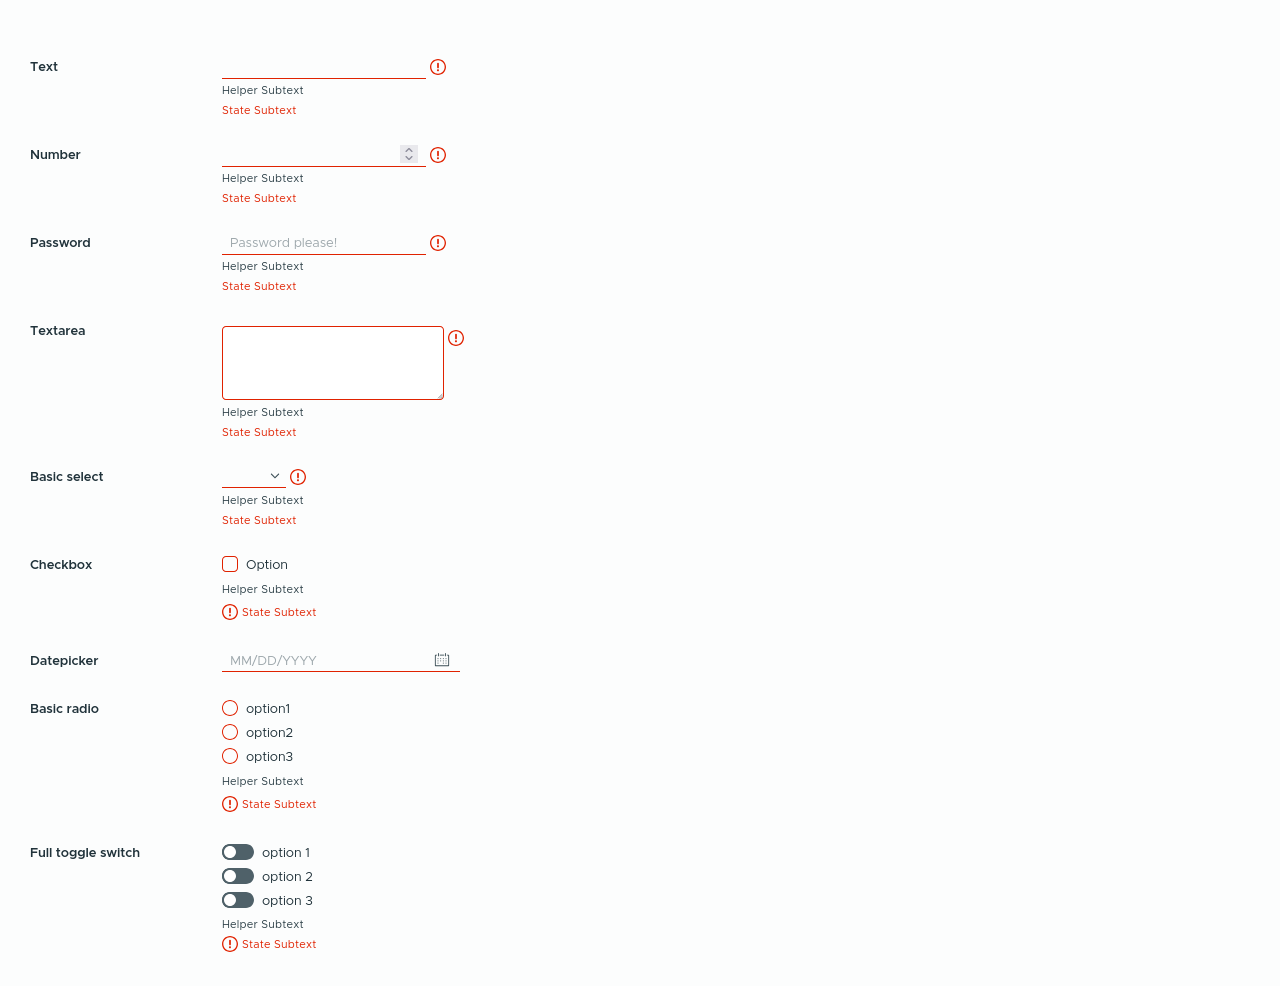 Text
Helper Subtext
State Subtext
Number
Helper Subtext
State Subtext
Password Password please!
Helper Subtext
State Subtext
Textarea
Helper Subtext
State Subtext
Basic select
Helper Subtext
State Subtext
Checkbox Option
Helper Subtext
State Subtext
Datepicker MM/DD/YYYY
Basic radio option1
option2
option3
Helper Subtext
State Subtext
Full toggle switch option 1
option 2
option 3
Helper Subtext
State Subtext